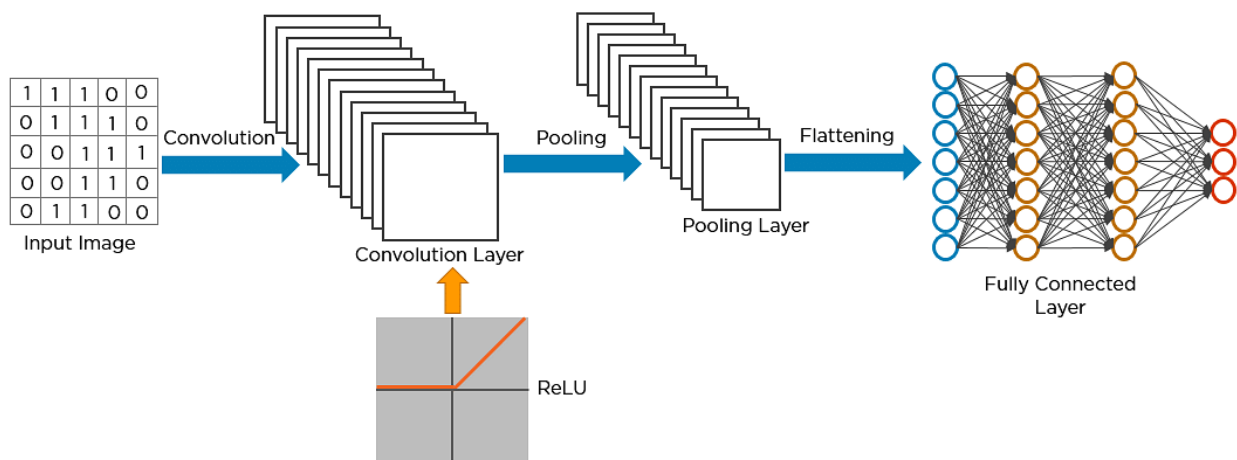 1 1 1 0 0
0 1 1 1 0
0 0 1 1 1
0 0 1 1 0
0 1 1 0 0
Input Image
Convolution
Convolution Layer
ReLU
Pooling
Pooling Layer
Flattening
Fully Connected
Layer